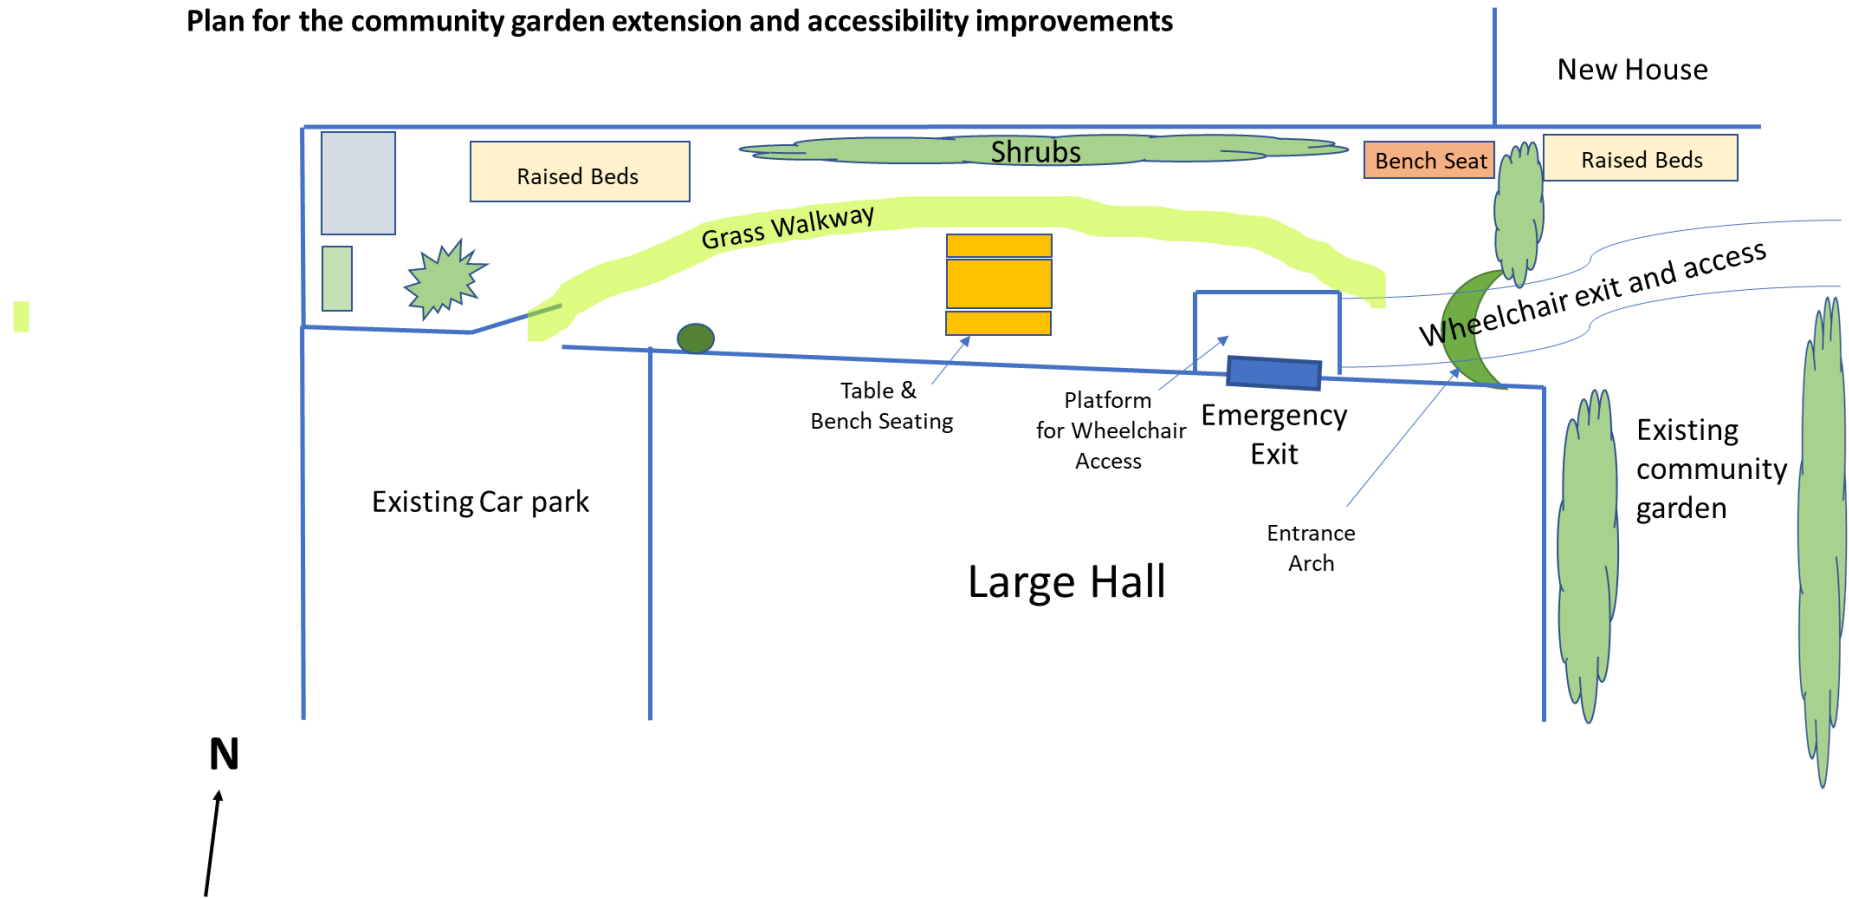 Plan for the community garden extension and accessibility improvements
New House
Raised Beds
Shrubs
Bench Seat
Raised Beds
Grass Walkway
Wheelchair exit and access
Table &
Bench Seating
Platform
for Wheelchair
Access
Emergency
Exit
Existing
community
garden
Existing Car park
Entrance
Arch
Large Hall
N